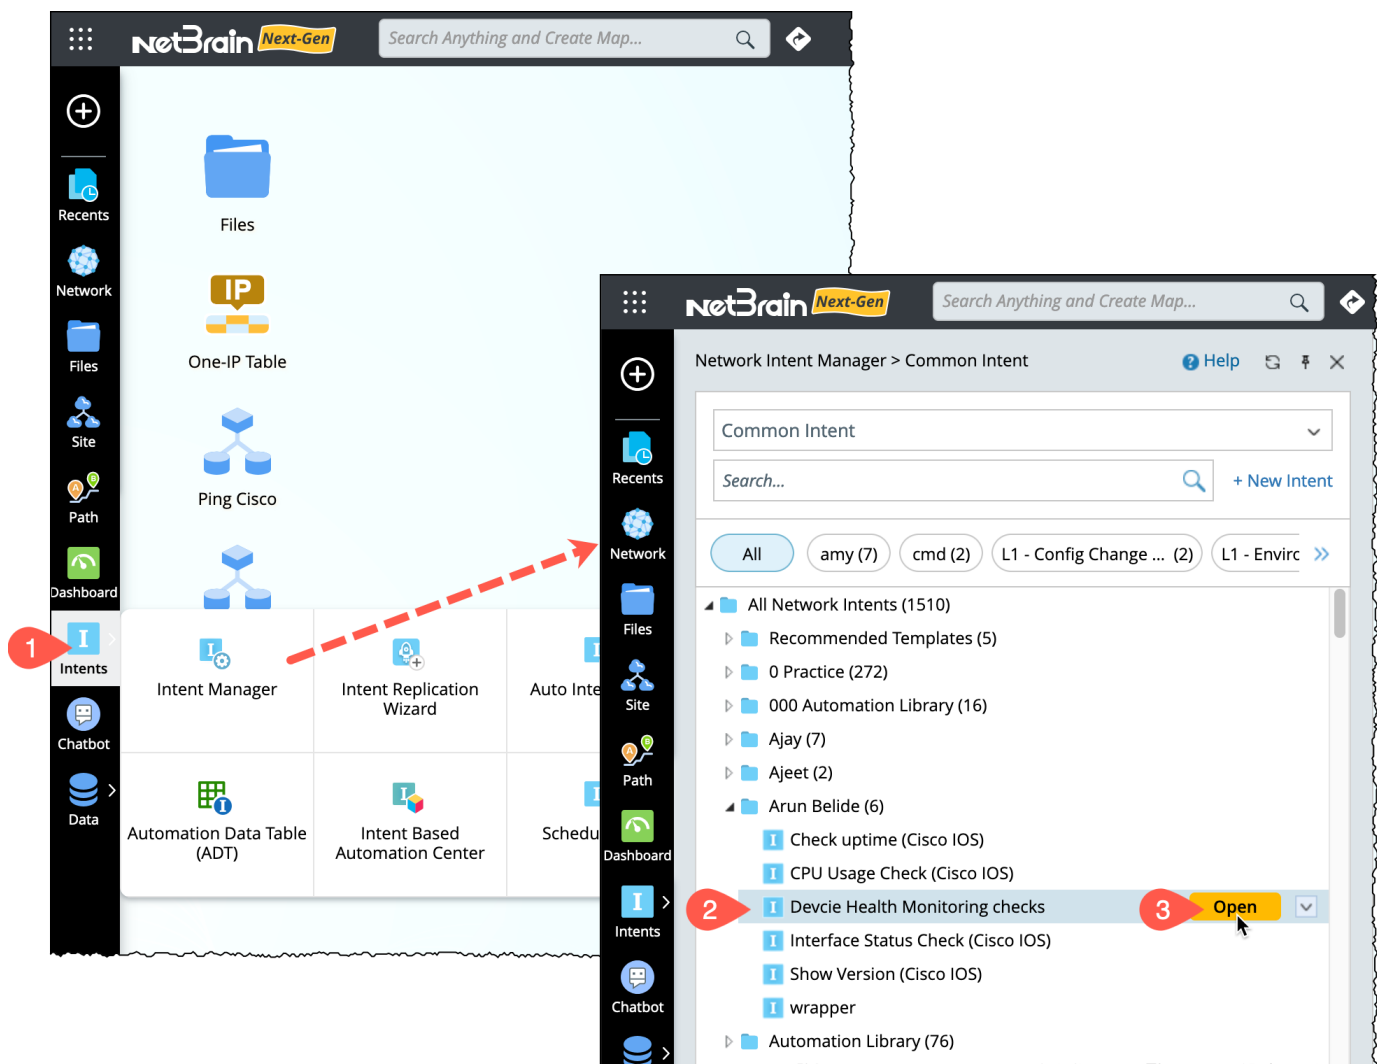 NetBrain Next-Gen
Search Anything and Create Map...
Recents
Network
Files
Site
Path
Dashboard
1
Intents
Chatbot
Data
Files
IP
One-IP Table
Ping Cisco
Intent Manager
Intent Replication
Wizard
Auto Inte
Automation Data Table
(ADT)
Intent Based
Automation Center
Schedu
NetBrain Next-Gen
Search Anything and Create Map...
Recents
Network
Files
Site
Path
Dashboard
Intents
Chatbot
Network Intent Manager > Common Intent
Help
Common Intent
Search...
+ New Intent
All
amy (7)
cmd (2)
L1 - Config Change ... (2)
L1 - Enviro
All Network Intents (1510)
Recommended Templates (5)
0 Practice (272)
000 Automation Library (16)
Ajay (7)
Ajeet (2)
Arun Belide (6)
Check uptime (Cisco IOS)
CPU Usage Check (Cisco IOS)
2
Devcie Health Monitoring checks
3
Open
Interface Status Check (Cisco IOS)
Show Version (Cisco IOS)
wrapper
Automation Library (76)